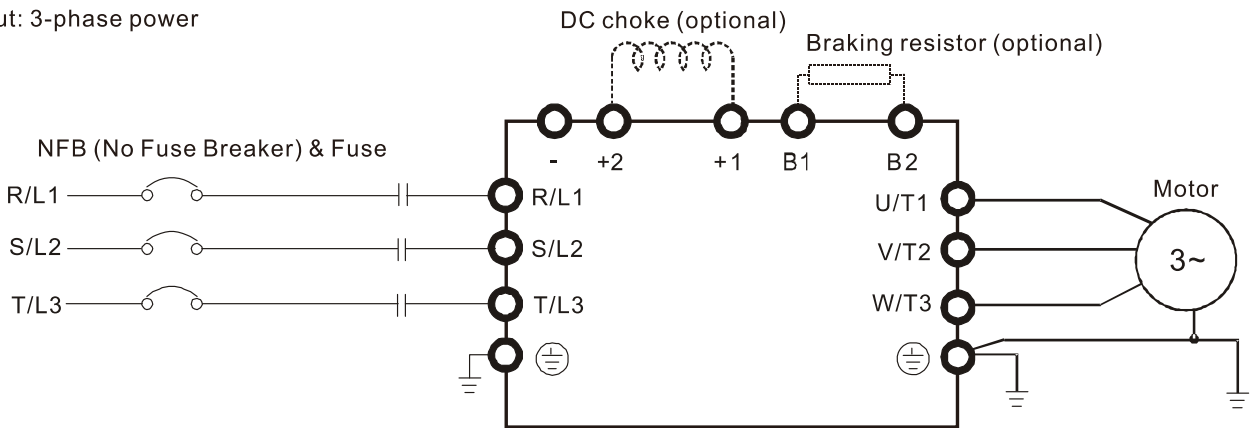 ut: 3-phase power
DC choke (optional)
Braking resistor (optional)
NFB (No Fuse Breaker) & Fuse
- +2 +1 B1 B2
R/L1 R/L1 U/T1 Motor
S/L2 S/L2 V/T2 3~
T/L3 T/L3 W/T3